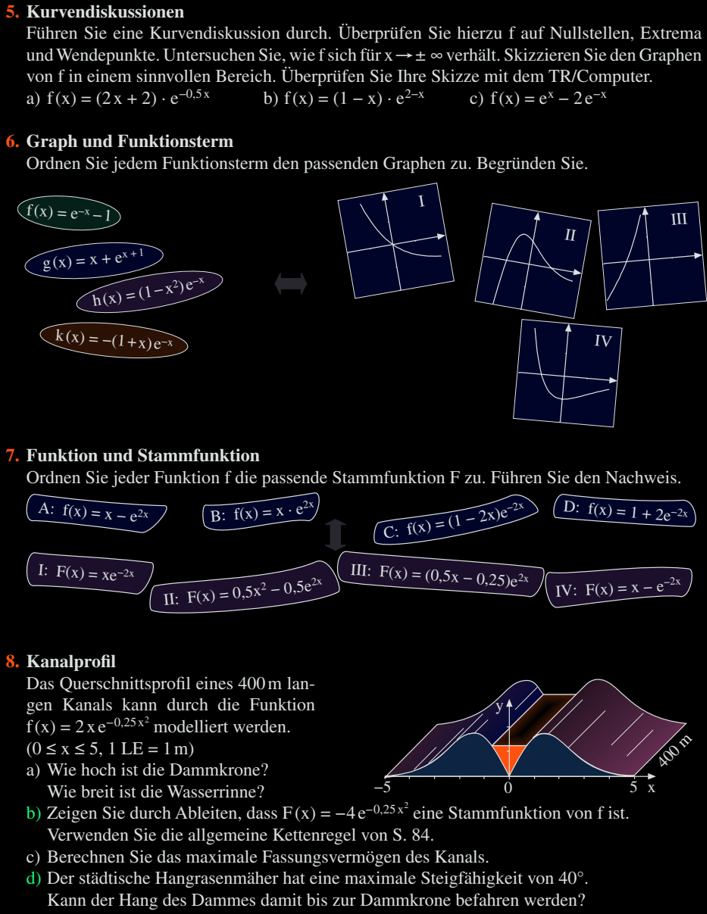 5. Kurvendiskussionen
Führen Sie eine Kurvendiskussion durch. Überprüfen Sie hierzu f auf Nullstellen, Extrema
und Wendepunkte. Untersuchen Sie, wie f sich für x → ± ∞ verhält. Skizzieren Sie den Graphen
von f in einem sinnvollen Bereich. Überprüfen Sie Ihre Skizze mit dem TR/Computer.
a) f(x) = (2x + 2) · e^{-0,5x} b) f(x) = (1 − x) · e^{2−x} c) f(x) = e^x − 2e^{−x}
6. Graph und Funktionsterm
Ordnen Sie jedem Funktionsterm den passenden Graphen zu. Begründen Sie.
f(x) = e^{−x} − 1
g(x) = x + e^{x+1}
h(x) = (1−x²)e^{−x}
k(x) = −(1+x)e^{−x}
I
II
III
IV
7. Funktion und Stammfunktion
Ordnen Sie jeder Funktion f die passende Stammfunktion F zu. Führen Sie den Nachweis.
A: f(x) = x − e^{2x}
B: f(x) = x · e^{2x}
C: f(x) = (1 − 2x)e^{−2x}
D: f(x) = 1 + 2e^{−2x}
I: F(x) = xe^{−2x}
II: F(x) = 0,5x² − 0,5e^{2x}
III: F(x) = (0,5x − 0,25)e^{2x}
IV: F(x) = x − e^{−2x}
8. Kanalprofil
Das Querschnittsprofil eines 400 m lan-
gen Kanals kann durch die Funktion
f(x) = 2xe^{−0,25x²} modelliert werden.
(0 ≤ x ≤ 5, 1 LE = 1 m)
a) Wie hoch ist die Dammkrone?
Wie breit ist die Wasserrinne?
y
400 m
−5 0 5 x
b) Zeigen Sie durch Ableiten, dass F(x) = −4e^{−0,25x²} eine Stammfunktion von f ist.
Verwenden Sie die allgemeine Kettenregel von S. 84.
c) Berechnen Sie das maximale Fassungsvermögen des Kanals.
d) Der städtische Hangrasenmäher hat eine maximale Steigfähigkeit von 40°.
Kann der Hang des Dammes damit bis zur Dammkrone befahren werden?